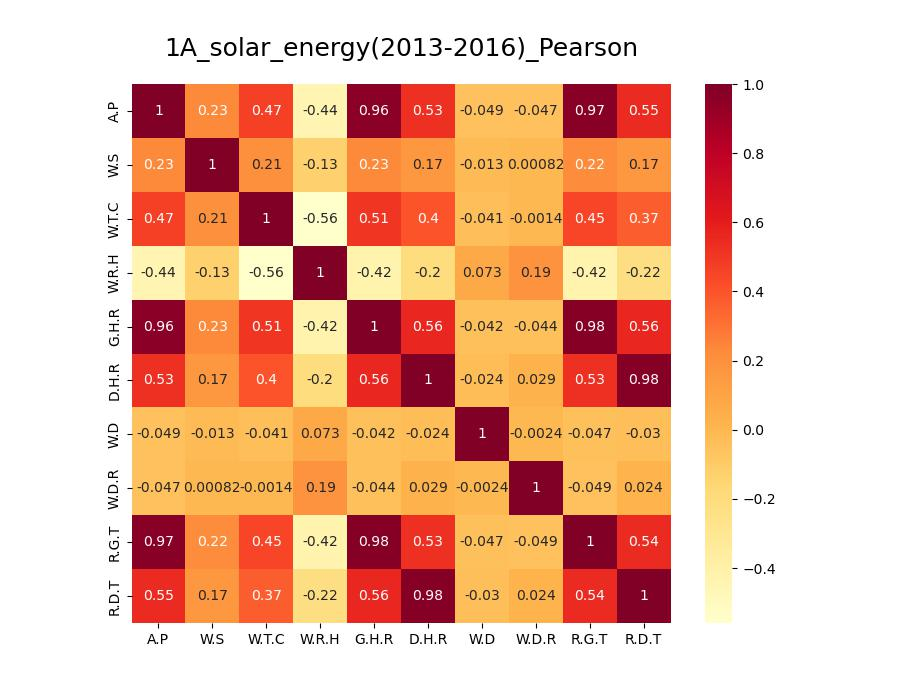 1A_solar_energy(2013-2016)_Pearson
A.P 1 0.23 0.47 -0.44 0.96 0.53 -0.049 -0.047 0.97 0.55
W.S 0.23 1 0.21 -0.13 0.23 0.17 -0.013 0.00082 0.22 0.17
W.T.C 0.47 0.21 1 -0.56 0.51 0.4 -0.041 -0.0014 0.45 0.37
W.R.H -0.44 -0.13 -0.56 1 -0.42 -0.2 0.073 0.19 -0.42 -0.22
G.H.R 0.96 0.23 0.51 -0.42 1 0.56 -0.042 -0.044 0.98 0.56
D.H.R 0.53 0.17 0.4 -0.2 0.56 1 -0.024 0.029 0.53 0.98
W.D -0.049 -0.013 -0.041 0.073 -0.042 -0.024 1 -0.0024 -0.047 -0.03
W.D.R -0.047 0.00082 -0.0014 0.19 -0.044 0.029 -0.0024 1 -0.049 0.024
R.G.T 0.97 0.22 0.45 -0.42 0.98 0.53 -0.047 -0.049 1 0.54
R.D.T 0.55 0.17 0.37 -0.22 0.56 0.98 -0.03 0.024 0.54 1
A.P W.S W.T.C W.R.H G.H.R D.H.R W.D W.D.R R.G.T R.D.T
1.0
0.8
0.6
0.4
0.2
0.0
−0.2
−0.4